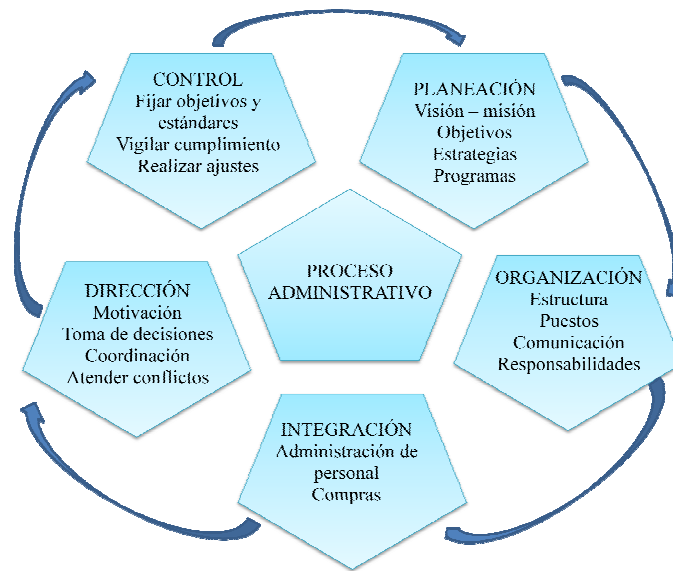 CONTROL
Fijar objetivos y
estándares
Vigilar cumplimiento
Realizar ajustes
PLANEACIÓN
Visión – misión
Objetivos
Estrategias
Programas
PROCESO
ADMINISTRATIVO
DIRECCIÓN
Motivación
Toma de decisiones
Coordinación
Atender conflictos
ORGANIZACIÓN
Estructura
Puestos
Comunicación
Responsabilidades
INTEGRACIÓN
Administración de
personal
Compras